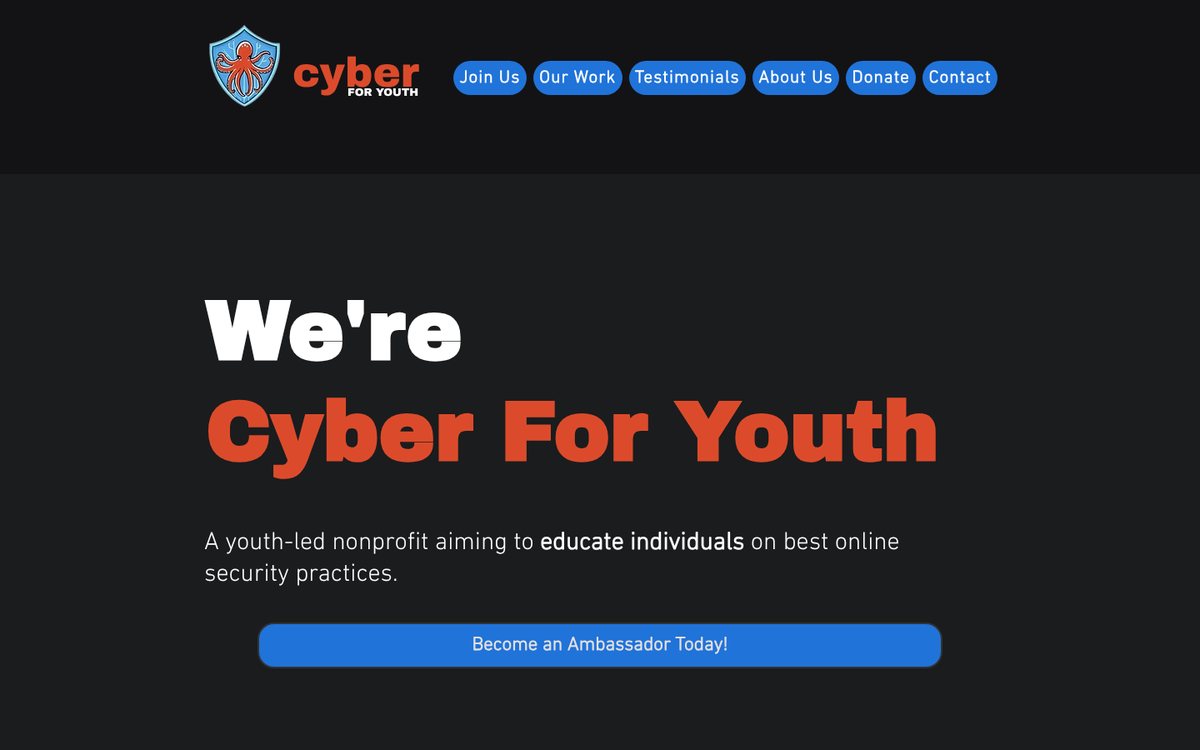 cyber
FOR YOUTH
Join Us Our Work Testimonials About Us Donate Contact
We're
Cyber For Youth
A youth-led nonprofit aiming to educate individuals on best online
security practices.
Become an Ambassador Today!